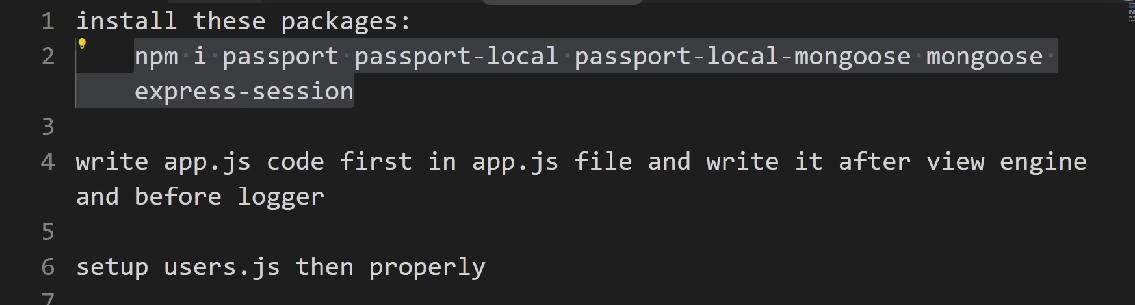 1 install these packages:
2 npm i passport passport-local passport-local-mongoose mongoose
express-session
3
4 write app.js code first in app.js file and write it after view engine
and before logger
5
6 setup users.js then properly
7